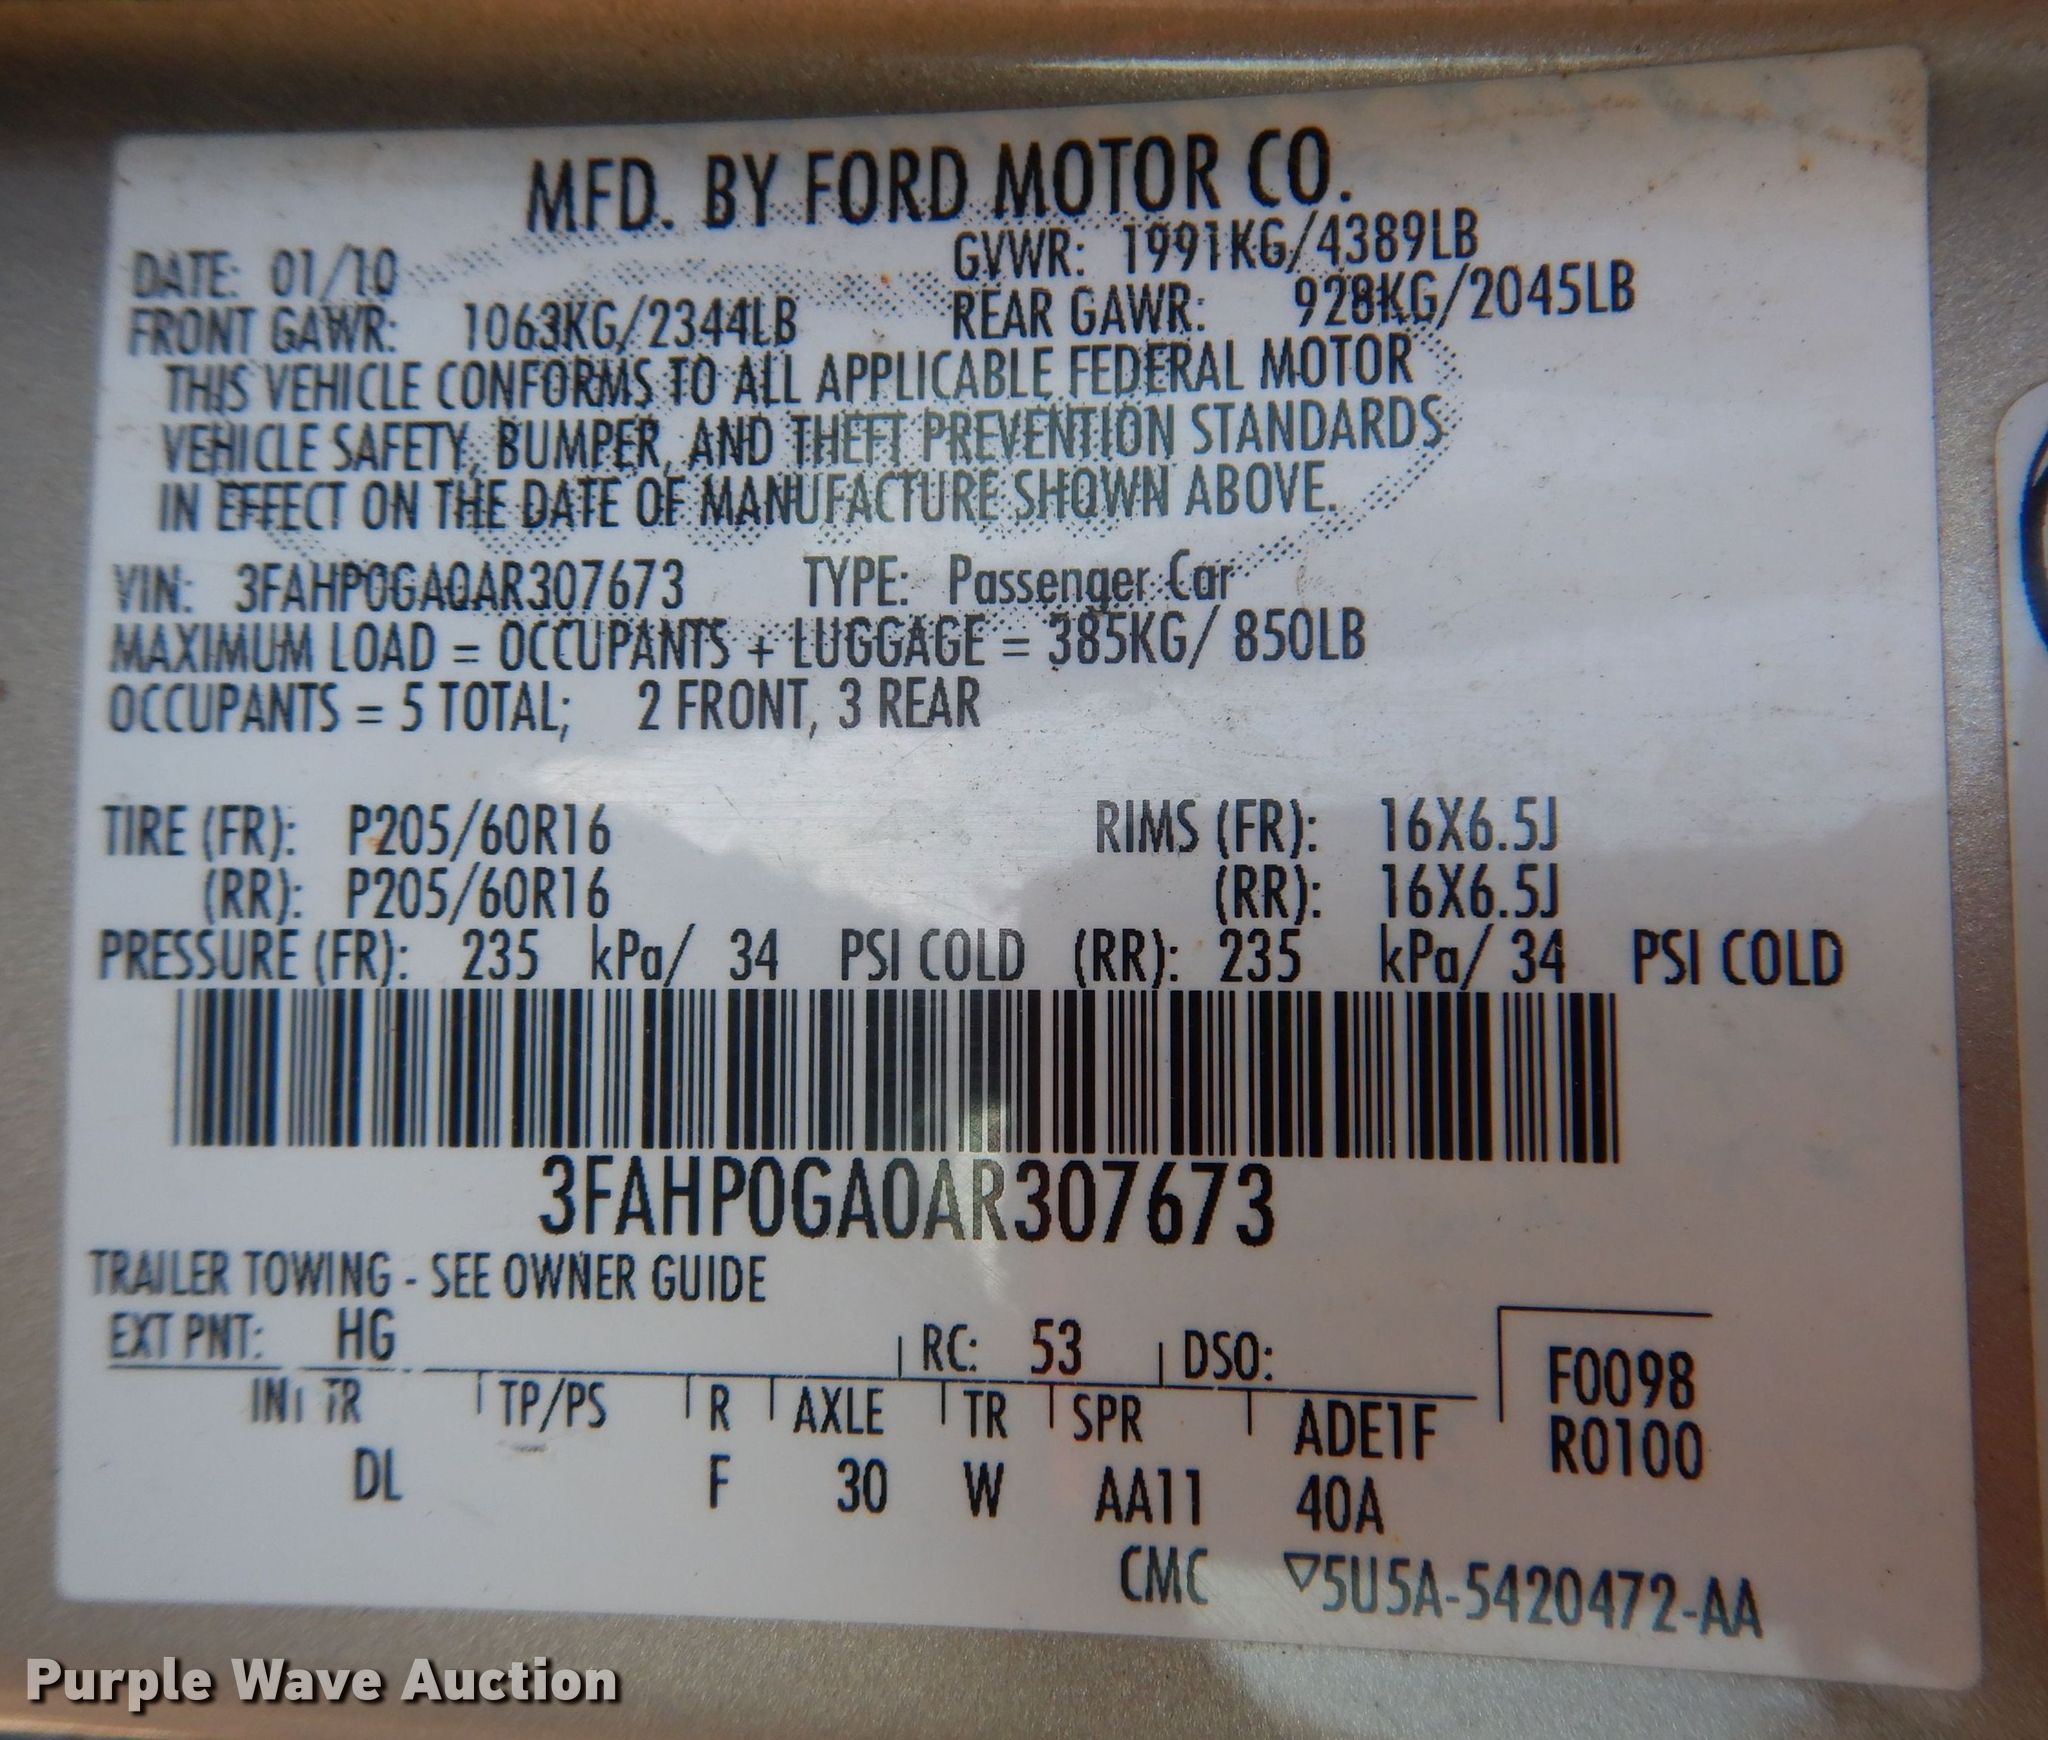 MFD. BY FORD MOTOR CO.
DATE: 01/10 GVWR: 1991KG/4389LB
FRONT GAWR: 1063KG/2344LB REAR GAWR: 928KG/2045LB
THIS VEHICLE CONFORMS TO ALL APPLICABLE FEDERAL MOTOR
VEHICLE SAFETY, BUMPER, AND THEFT PREVENTION STANDARDS
IN EFFECT ON THE DATE OF MANUFACTURE SHOWN ABOVE.
VIN: 3FAHP0GA0AR307673 TYPE: Passenger Car
MAXIMUM LOAD = OCCUPANTS + LUGGAGE = 385KG/ 850LB
OCCUPANTS = 5 TOTAL; 2 FRONT, 3 REAR
TIRE (FR): P205/60R16 RIMS (FR): 16X6.5J
(RR): P205/60R16 (RR): 16X6.5J
PRESSURE (FR): 235 kPa/ 34 PSI COLD (RR): 235 kPa/ 34 PSI COLD
3FAHP0GA0AR307673
TRAILER TOWING - SEE OWNER GUIDE
EXT PNT: HG RC: 53 DSO: F0098
INT TR TP/PS R AXLE TR SPR ADE1F R0100
DL F 30 W AA11 40A
CMC ▽5U5A-5420472-AA
Purple Wave Auction